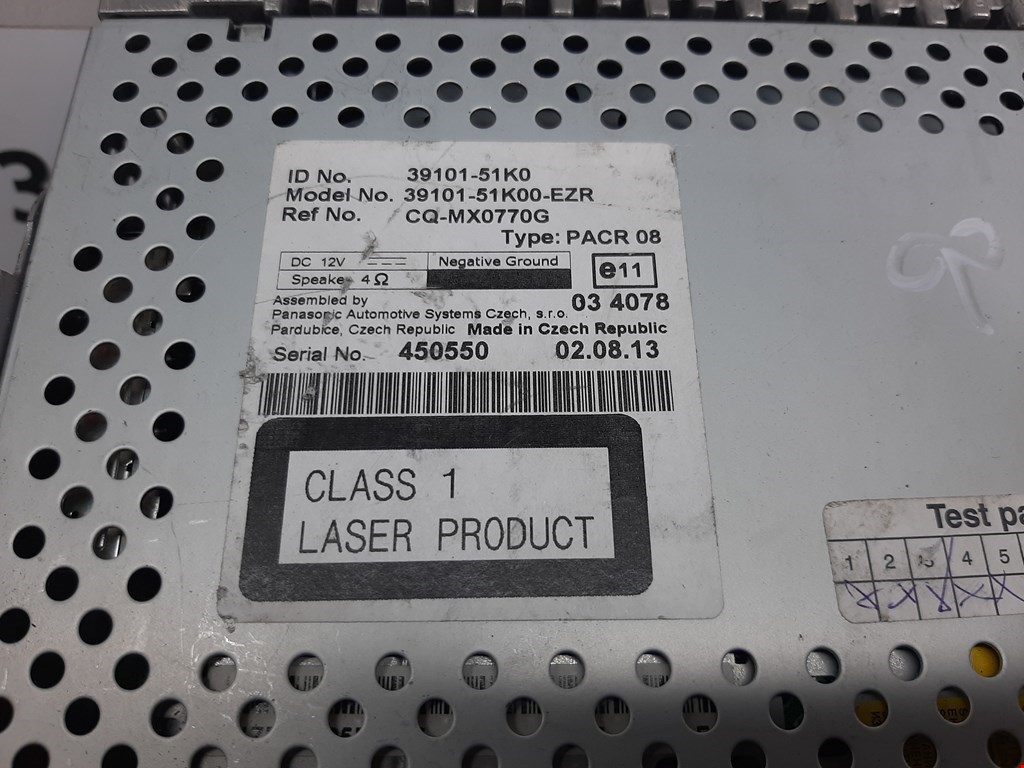 ID No. 39101-51K0
Model No. 39101-51K00-EZR
Ref No. CQ-MX0770G
Type: PACR 08
DC 12V Negative Ground
Speaker 4Ω
e11
Assembled by 03 4078
Panasonic Automotive Systems Czech, s.r.o.
Pardubice, Czech Republic Made in Czech Republic
Serial No. 450550 02.08.13
CLASS 1
LASER PRODUCT
Test pa
1 2 3 4 5